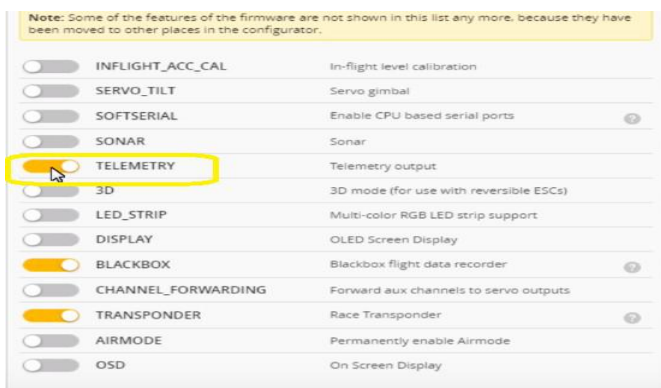 Note: Some of the features of the firmware are not shown in this list any more, because they have
been moved to other places in the configurator.
INFLIGHT_ACC_CAL In-flight level calibration
SERVO_TILT Servo gimbal
SOFTSERIAL Enable CPU based serial ports ?
SONAR Sonar
TELEMETRY Telemetry output
3D 3D mode (for use with reversible ESCs)
LED_STRIP Multi-color RGB LED strip support
DISPLAY OLED Screen Display
BLACKBOX Blackbox flight data recorder ?
CHANNEL_FORWARDING Forward aux channels to servo outputs
TRANSPONDER Race Transponder ?
AIRMODE Permanently enable Airmode
OSD On Screen Display